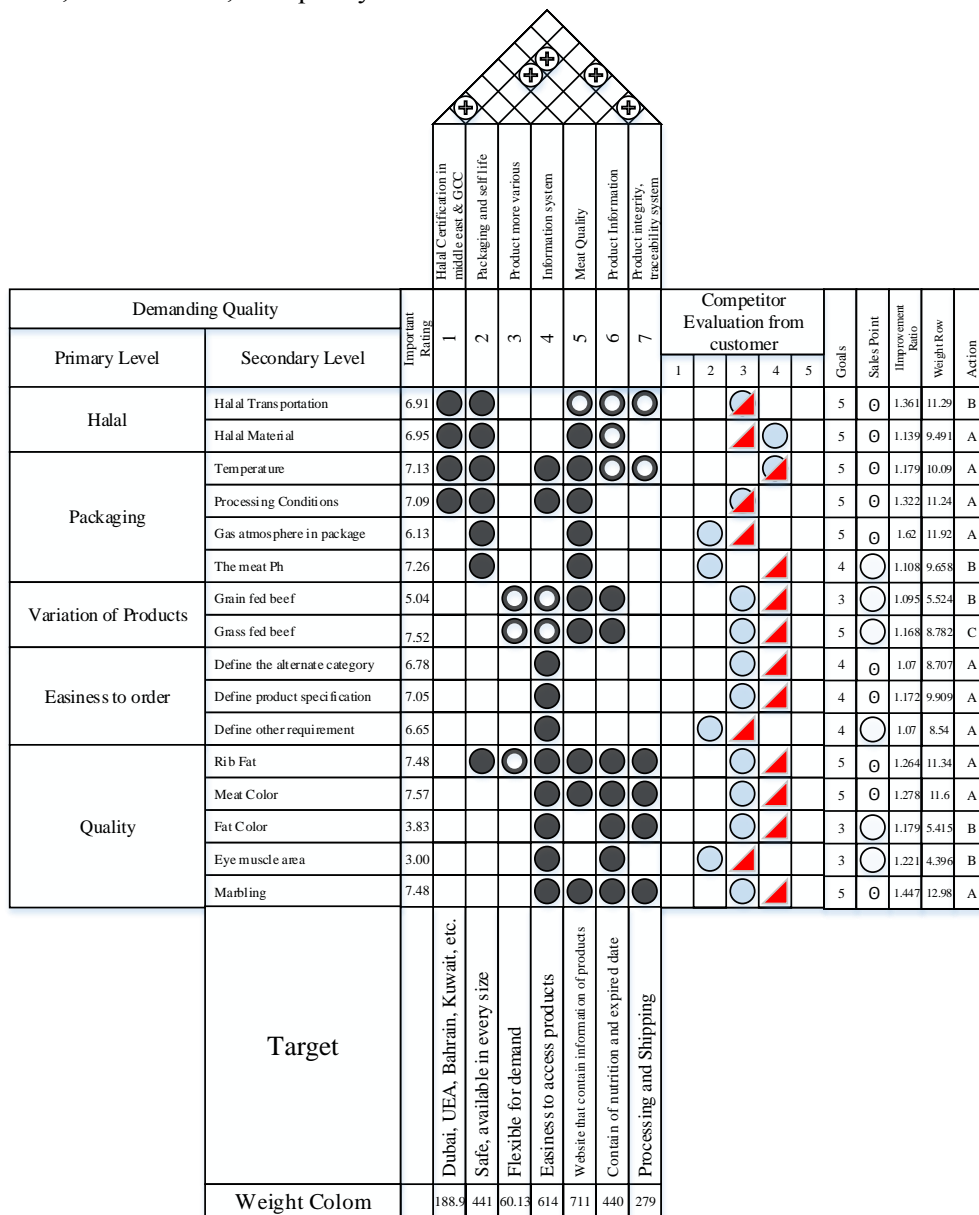 Halal Certification in
middle east & GCC
Packaging and self life
Product more various
Information system
Meat Quality
Product Information
Product integrity,
traceability system
Demanding Quality
Important
Rating
1 2 3 4 5 6 7
Competitor
Evaluation from
customer
Goals
Sales Point
IImprovement
Ratio
Weight Row
Action
Primary Level Secondary Level
1 2 3 4 5
Halal
Halal Transportation 6.91 5 1.361 11.29 B
Halal Material 6.95 5 1.139 9.491 A
Packaging
Temperature 7.13 5 1.179 10.09 A
Processing Conditions 7.09 5 1.322 11.24 A
Gas atmosphere in package 6.13 5 1.62 11.92 A
The meat Ph 7.26 4 1.108 9.658 B
Variation of Products
Grain fed beef 5.04 3 1.095 5.524 B
Grass fed beef 7.52 5 1.168 8.782 C
Easiness to order
Define the alternate category 6.78 4 1.07 8.707 A
Define product specification 7.05 4 1.172 9.909 A
Define other requirement 6.65 4 1.07 8.54 A
Quality
Rib Fat 7.48 5 1.264 11.34 A
Meat Color 7.57 5 1.278 11.6 A
Fat Color 3.83 3 1.179 5.415 B
Eye muscle area 3.00 3 1.221 4.396 B
Marbling 7.48 5 1.447 12.98 A
Target
Dubai, UEA, Bahrain, Kuwait, etc.
Safe, available in every size
Flexible for demand
Easiness to access products
Website that contain information of products
Contain of nutrition and expired date
Processing and Shipping
Weight Colom 188.9 441 60.13 614 711 440 279